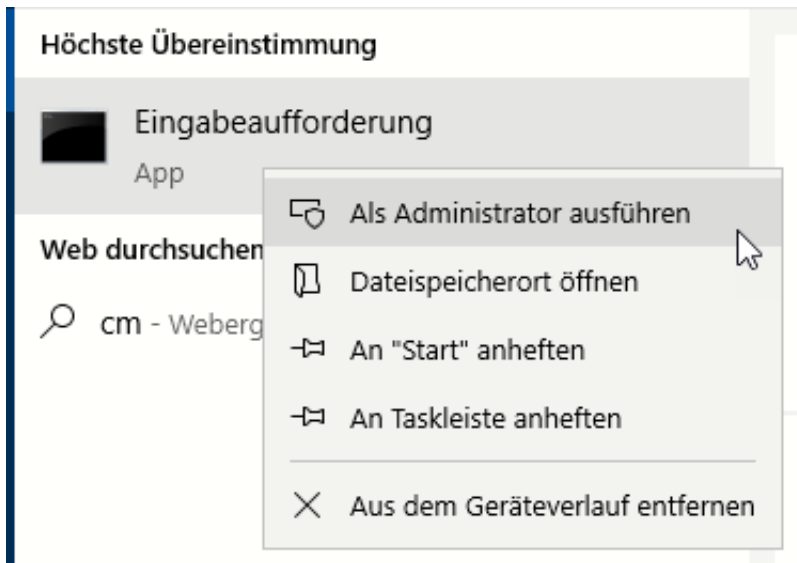 Höchste Übereinstimmung
Eingabeaufforderung
App
Als Administrator ausführen
Web durchsuchen
Dateispeicherort öffnen
cm - Weberg
An "Start" anheften
An Taskleiste anheften
Aus dem Geräteverlauf entfernen